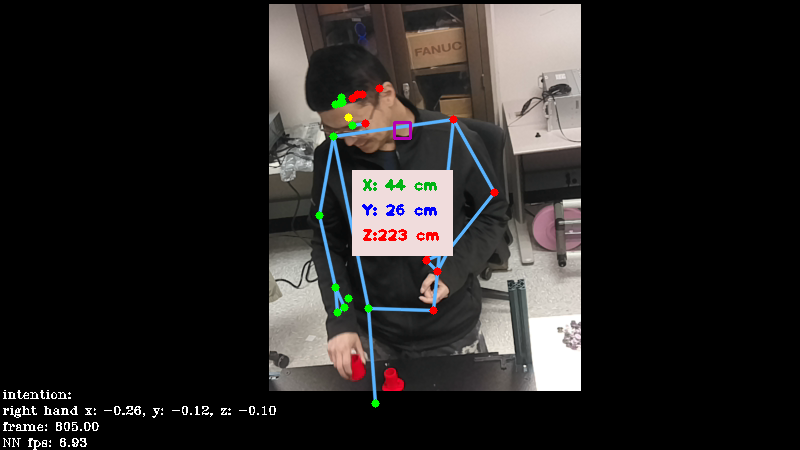 FANUC
X: 44 cm
Y: 26 cm
Z:223 cm
intention:
right hand x: −0.26, y: −0.12, z: −0.10
frame: 805.00
NN fps: 6.93